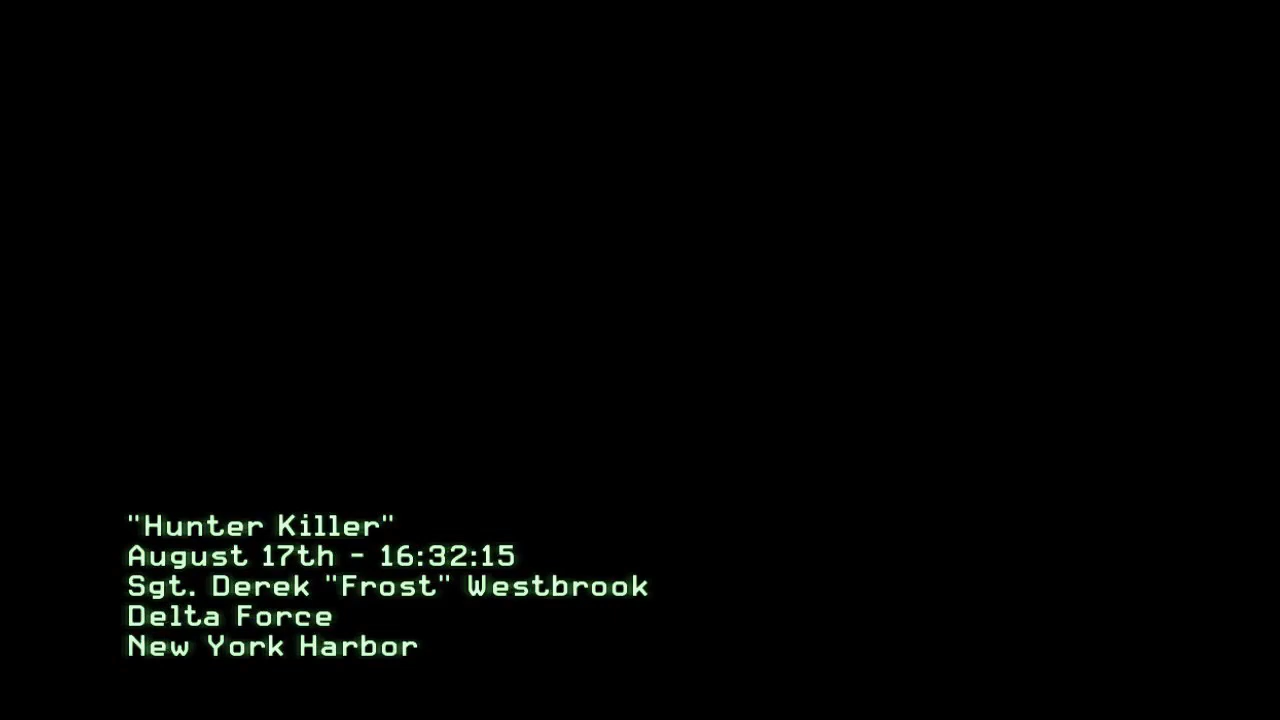 "Hunter Killer"
August 17th - 16:32:15
Sgt. Derek "Frost" Westbrook
Delta Force
New York Harbor